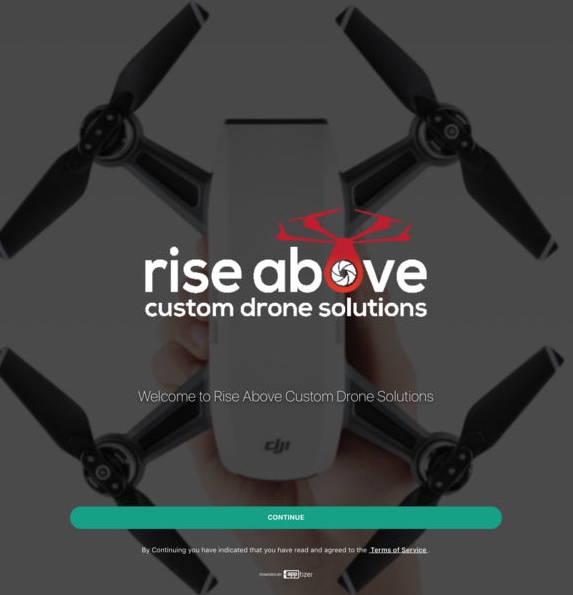 rise above
custom drone solutions
Welcome to Rise Above Custom Drone Solutions
dji
CONTINUE
By Continuing you have indicated that you have read and agreed to the Terms of Service.
POWERED BY apptizer